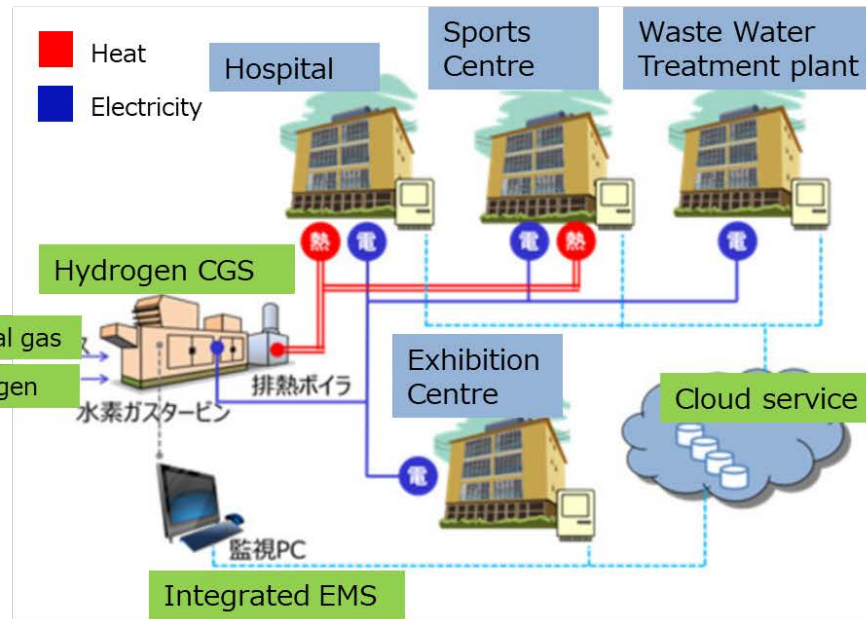 Heat
Electricity
Hospital
Sports
Centre
Waste Water
Treatment plant
熱
電
電
熱
電
Hydrogen CGS
al gas
ス
gen
排熱ボイラ
水素ガスタービン
Exhibition
Centre
Cloud service
電
監視PC
Integrated EMS